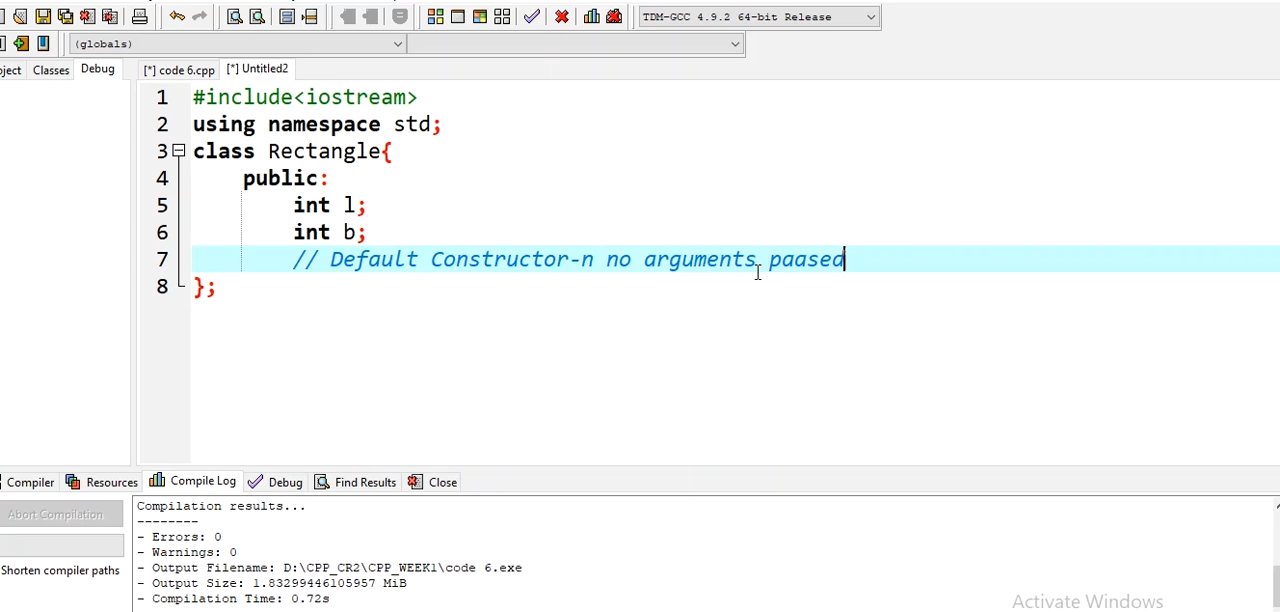 TDM-GCC 4.9.2 64-bit Release
(globals)
ject Classes Debug [*] code 6.cpp [*] Untitled2
1 #include<iostream>
2 using namespace std;
3 class Rectangle{
4 public:
5 int l;
6 int b;
7 // Default Constructor-n no arguments paased
8 };
Compiler Resources Compile Log Debug Find Results Close
Abort Compilation
Shorten compiler paths
Compilation results...
--------
- Errors: 0
- Warnings: 0
- Output Filename: D:\CPP_CR2\CPP_WEEK1\code 6.exe
- Output Size: 1.83299446105957 MiB
- Compilation Time: 0.72s
Activate Windows